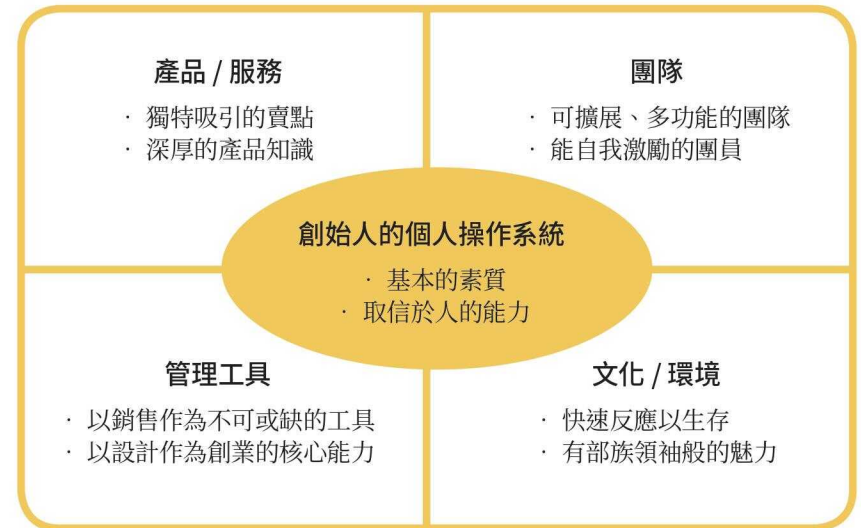 產品 / 服務
· 獨特吸引的賣點
· 深厚的產品知識
團隊
· 可擴展、多功能的團隊
· 能自我激勵的團員
創始人的個人操作系統
· 基本的素質
· 取信於人的能力
管理工具
· 以銷售作為不可或缺的工具
· 以設計作為創業的核心能力
文化 / 環境
· 快速反應以生存
· 有部族領袖般的魅力